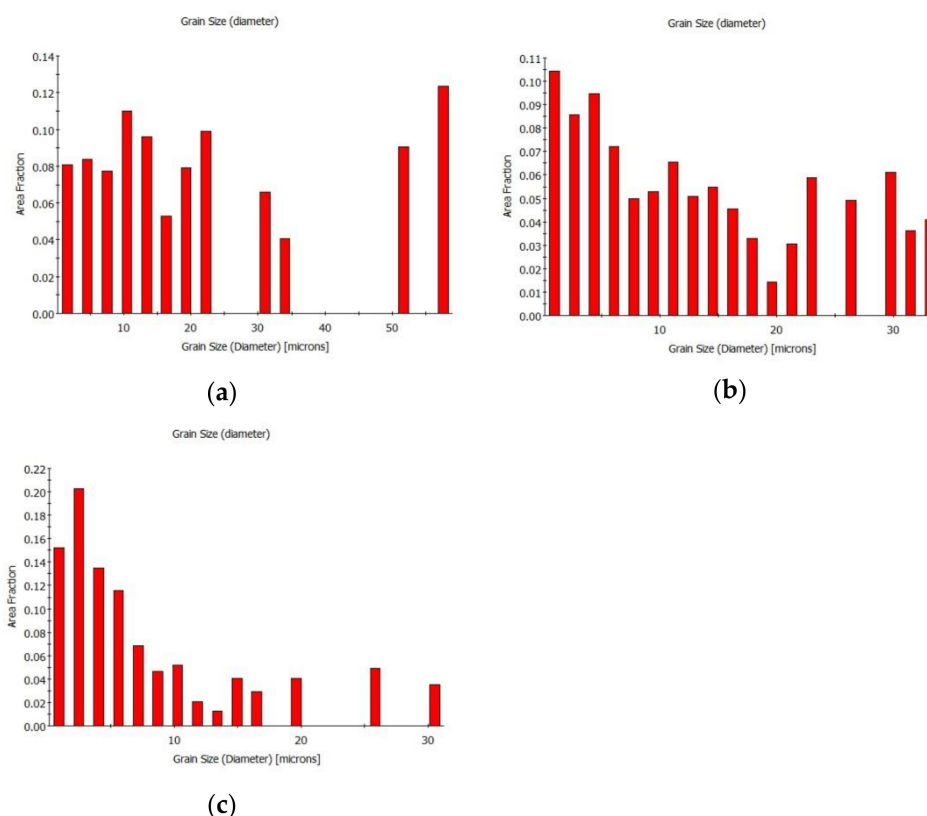 Grain Size (diameter)
0.14
0.12
0.10
0.08
0.06
0.04
0.02
0.00
Area Fraction
10 20 30 40 50
Grain Size (Diameter) [microns]
(a)
Grain Size (diameter)
0.11
0.10
0.09
0.08
0.07
0.06
0.05
0.04
0.03
0.02
0.01
0.00
Area Fraction
10 20 30
Grain Size (Diameter) [microns]
(b)
Grain Size (diameter)
0.22
0.20
0.18
0.16
0.14
0.12
0.10
0.08
0.06
0.04
0.02
0.00
Area Fraction
10 20 30
Grain Size (Diameter) [microns]
(c)